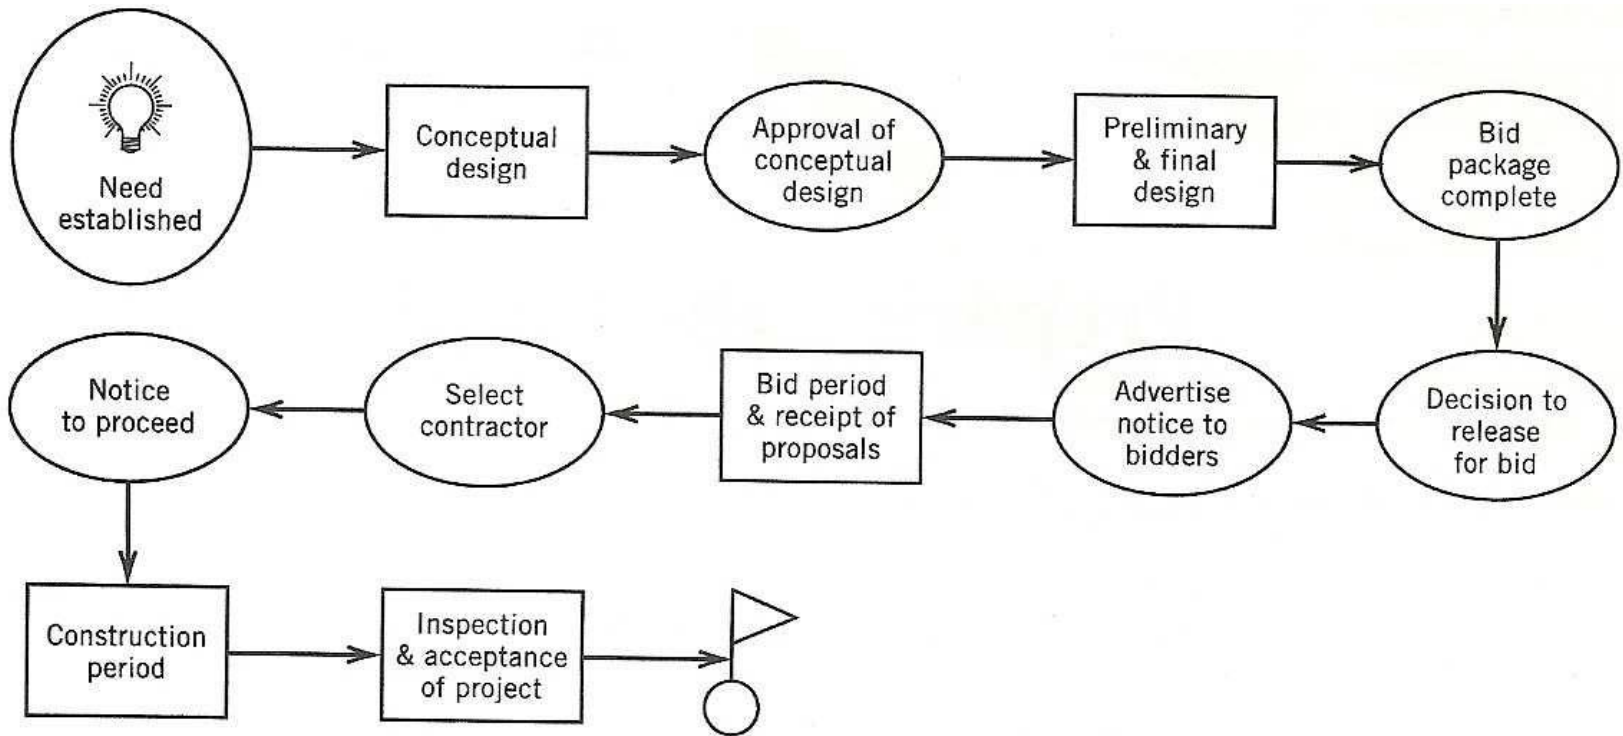 Need
established
Conceptual
design
Approval of
conceptual
design
Preliminary
& final
design
Bid
package
complete
Decision to
release
for bid
Advertise
notice to
bidders
Bid period
& receipt of
proposals
Select
contractor
Notice
to proceed
Construction
period
Inspection
& acceptance
of project